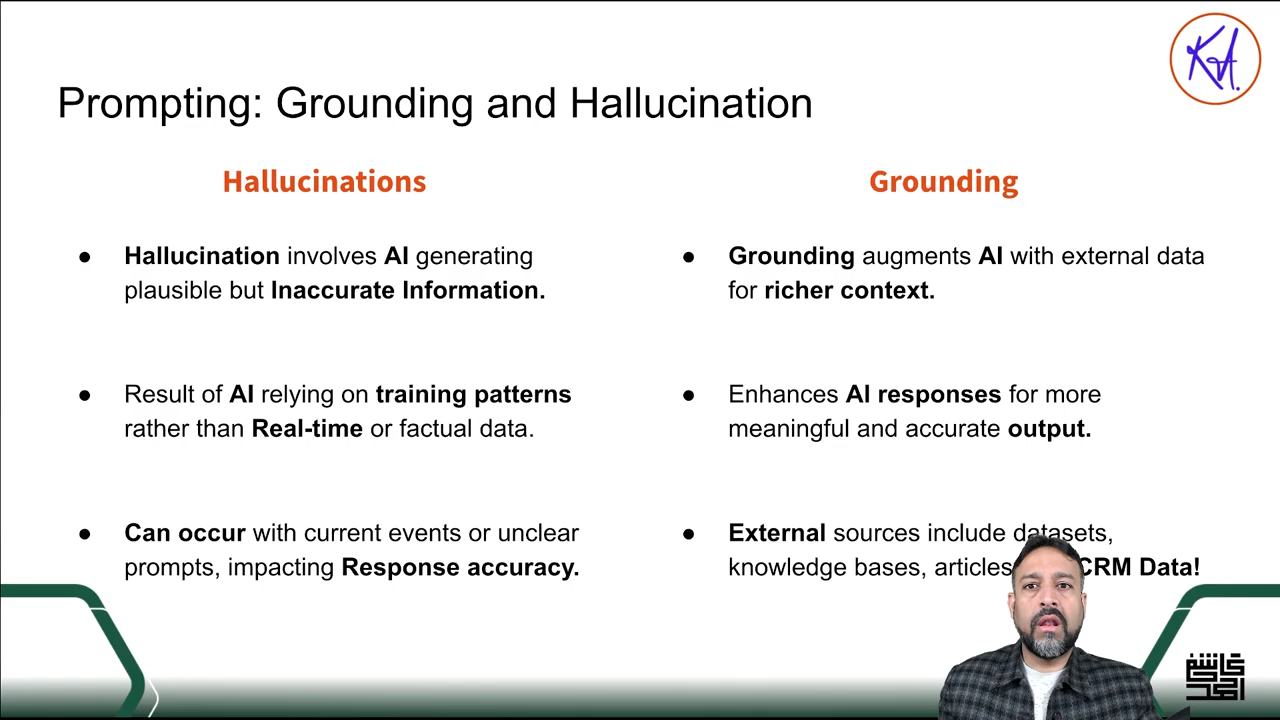 KA.
Prompting: Grounding and Hallucination
Hallucinations
● Hallucination involves AI generating
plausible but Inaccurate Information.
● Result of AI relying on training patterns
rather than Real-time or factual data.
● Can occur with current events or unclear
prompts, impacting Response accuracy.
Grounding
● Grounding augments AI with external data
for richer context.
● Enhances AI responses for more
meaningful and accurate output.
● External sources include datasets,
knowledge bases, articles CRM Data!